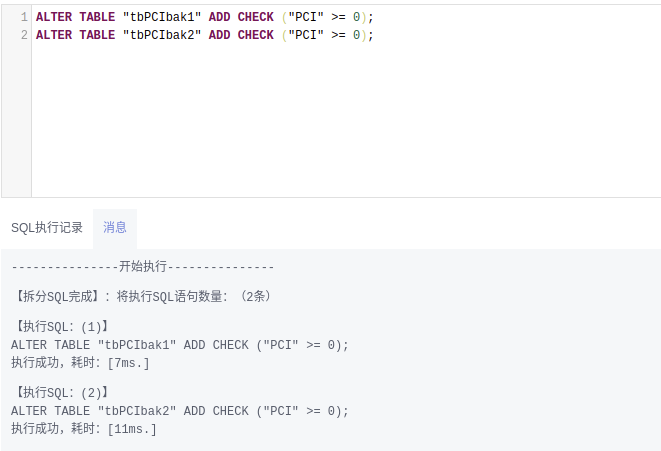 1 ALTER TABLE "tbPCIbak1" ADD CHECK ("PCI" >= 0);
2 ALTER TABLE "tbPCIbak2" ADD CHECK ("PCI" >= 0);
SQL执行记录 消息
---------------开始执行---------------
【拆分SQL完成】：将执行SQL语句数量：（2条）
【执行SQL：(1)】
ALTER TABLE "tbPCIbak1" ADD CHECK ("PCI" >= 0);
执行成功，耗时：[7ms.]
【执行SQL：(2)】
ALTER TABLE "tbPCIbak2" ADD CHECK ("PCI" >= 0);
执行成功，耗时：[11ms.]